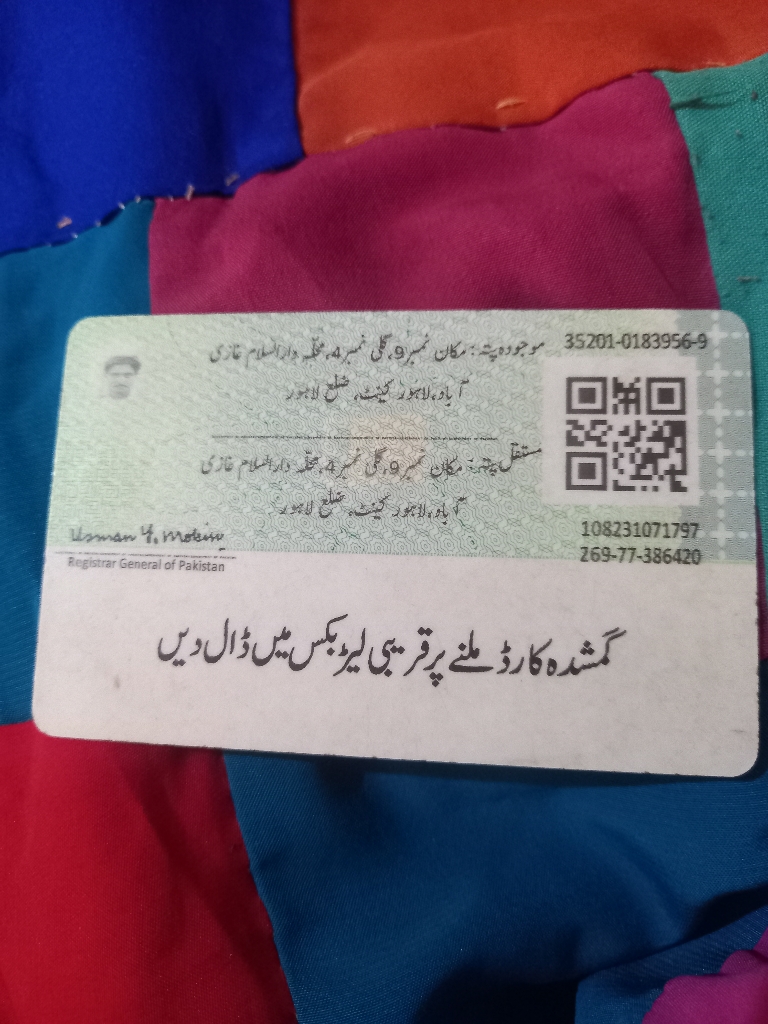 موجودہ پتہ: مکان نمبر 9، گلی نمبر 4، محلہ دارالسلام غازی
آباد، لاہور کینٹ، ضلع لاہور
35201-0183956-9
مستقل پتہ: مکان نمبر 9، گلی نمبر 4، محلہ دارالسلام غازی
آباد، لاہور کینٹ، ضلع لاہور
108231071797
269-77-386420
Usman Y. Mobin
Registrar General of Pakistan
گمشدہ کارڈ ملنے پر قریبی لیٹر بکس میں ڈال دیں